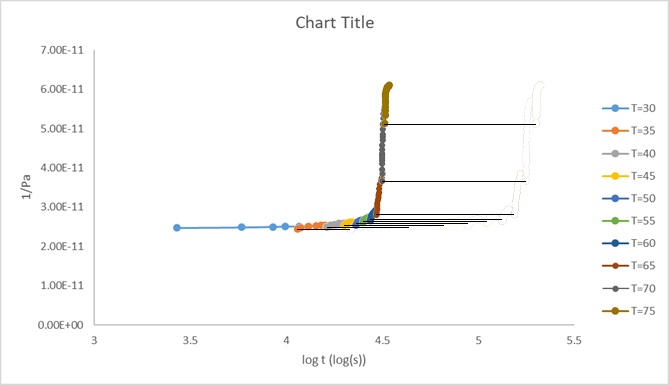 Chart Title
7.00E-11
6.00E-11
5.00E-11
4.00E-11
3.00E-11
2.00E-11
1.00E-11
0.00E+00
1/Pa
3 3.5 4 4.5 5 5.5
log t (log(s))
T=30
T=35
T=40
T=45
T=50
T=55
T=60
T=65
T=70
T=75